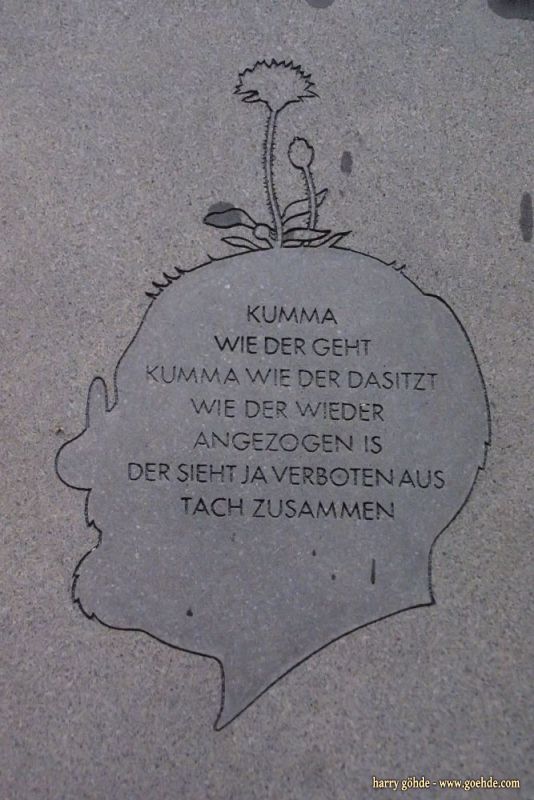 KUMMA
WIE DER GEHT
KUMMA WIE DER DASITZT
WIE DER WIEDER
ANGEZOGEN IS
DER SIEHT JA VERBOTEN AUS
TACH ZUSAMMEN
harry göhde - www.goehde.com